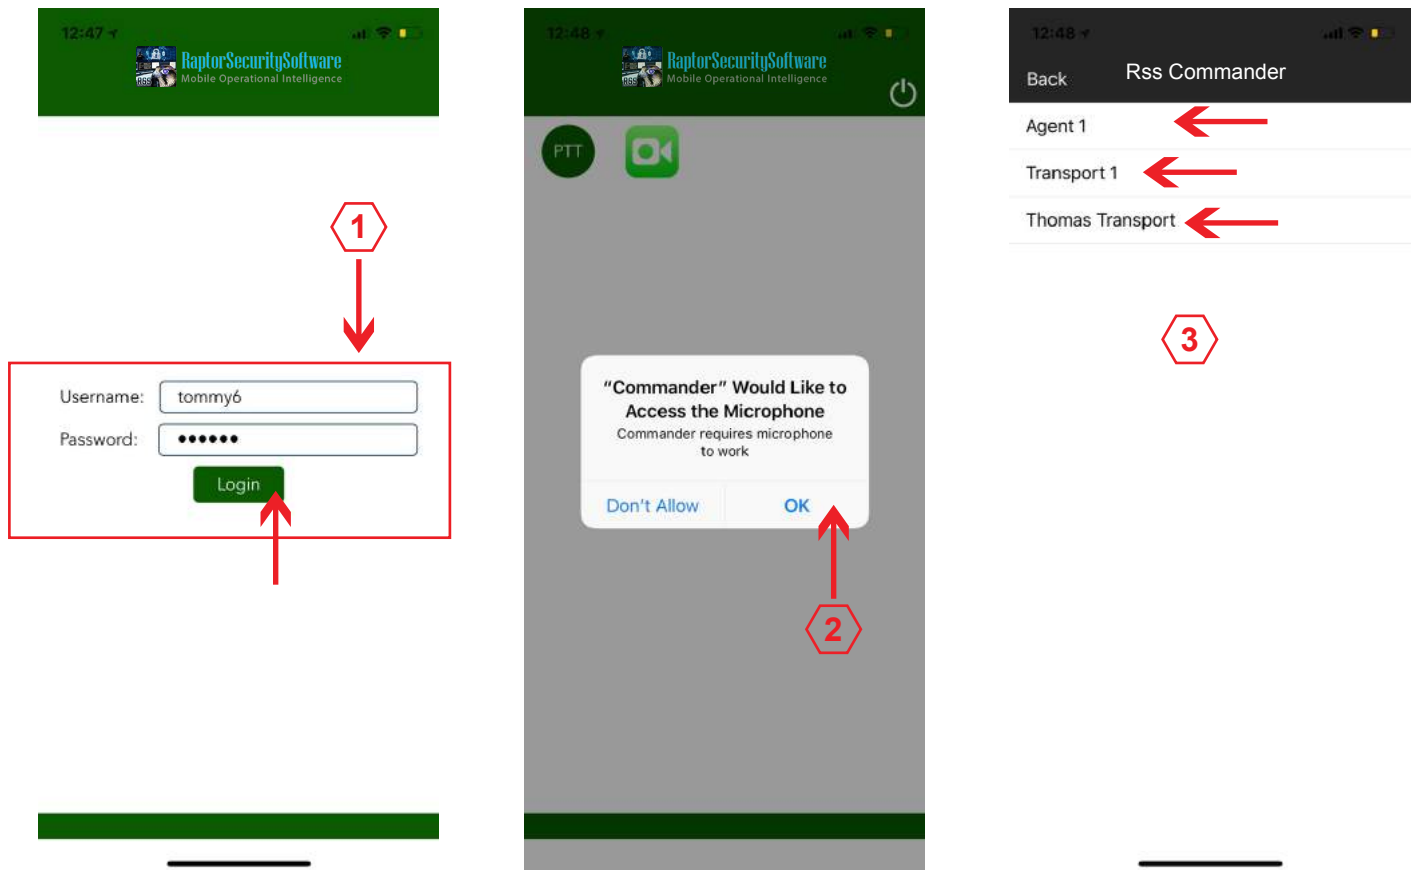 12:47
RaptorSecuritySoftware
Mobile Operational Intelligence
RSS
1
Username: tommy6
Password: ••••••
Login
12:48
RaptorSecuritySoftware
Mobile Operational Intelligence
RSS
PTT
“Commander” Would Like to
Access the Microphone
Commander requires microphone
to work
Don't Allow OK
2
12:48
Back Rss Commander
Agent 1
Transport 1
Thomas Transport
3